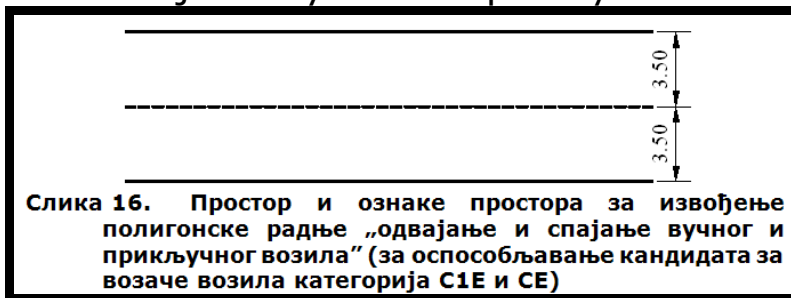 3.50
3.50
Слика 16. Простор и ознаке простора за извођење
полигонске радње „одвајање и спајање вучног и
прикључног возила” (за оспособљавање кандидата за
возаче возила категорија C1E и CE)